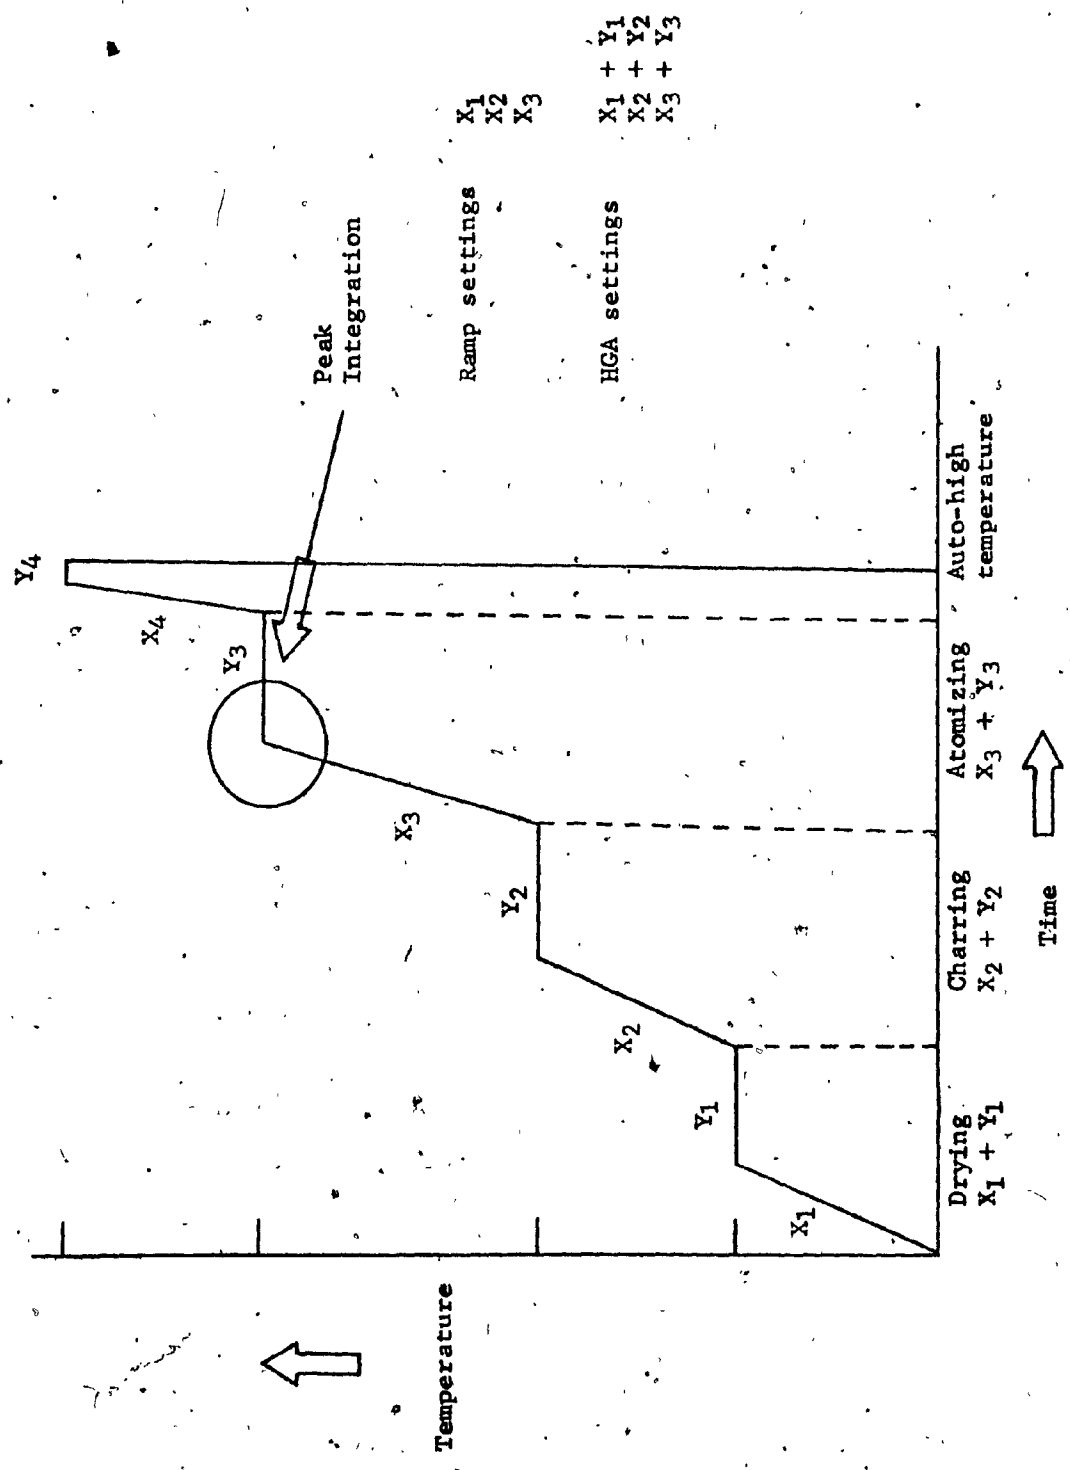 Y4
X4
Peak
Integration
Y3
X3
Ramp settings X1
X2
X3
Y2
X2
HGA settings X1 + Y1
X2 + Y2
X3 + Y3
Y1
X1
Temperature
Drying
X1 + Y1
Charring
X2 + Y2
Atomizing
X3 + Y3
Auto-high
temperature
Time